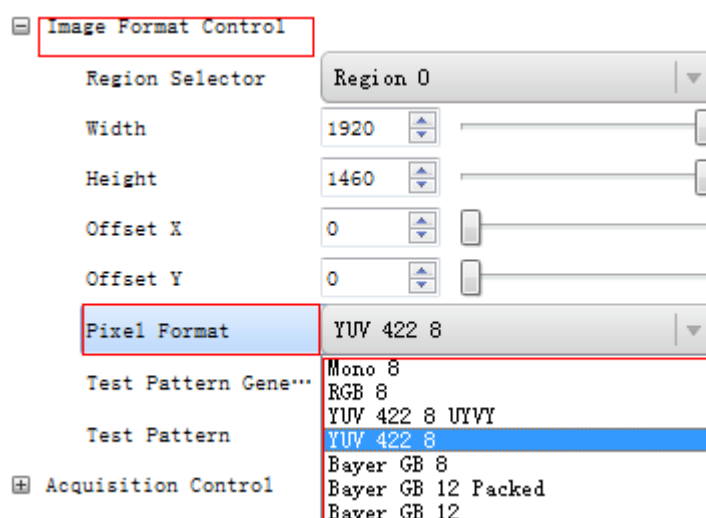 Image Format Control
Region Selector Region 0
Width 1920
Height 1460
Offset X 0
Offset Y 0
Pixel Format YUV 422 8
Test Pattern Gene…
Test Pattern
Acquisition Control
Mono 8
RGB 8
YUV 422 8 UYVY
YUV 422 8
Bayer GB 8
Bayer GB 12 Packed
Bayer GB 12